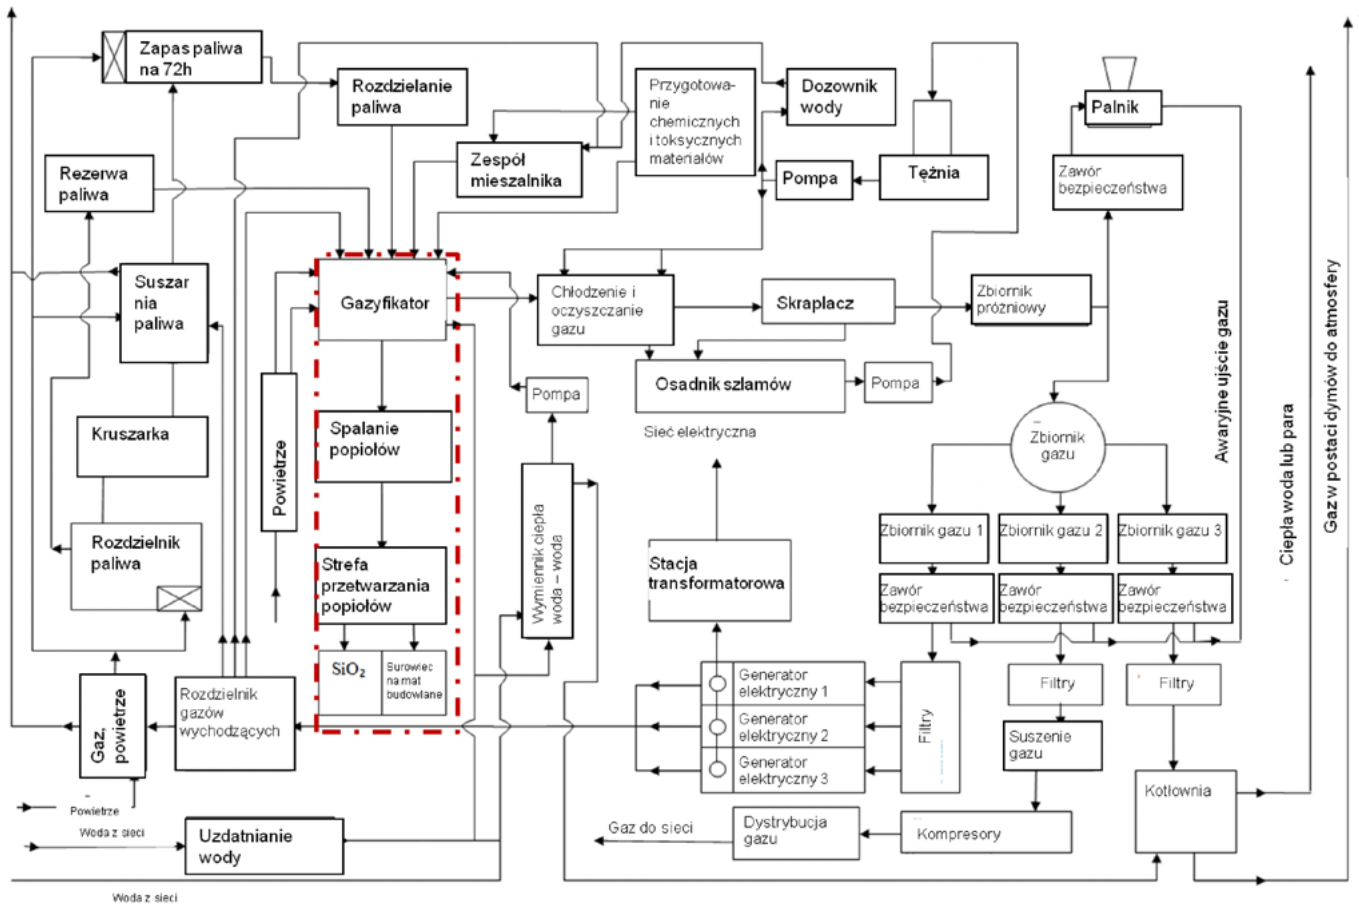 Zapas paliwa
na 72h
Rozdzielanie
paliwa
Przygotowa-
nie
chemicznych
i toksycznych
materiałów
Dozownik
wody
Palnik
Rezerwa
paliwa
Zespół
mieszalnika
Pompa
Tężnia
Zawór
bezpieczeństwa
Suszar
nia
paliwa
Gazyfikator
Chłodzenie i
oczyszczanie
gazu
Skraplacz
Zbiornik
próżniowy
Osadnik szlamów
Pompa
Pompa
Sieć elektryczna
Kruszarka
Powietrze
Spalanie
popiołów
Zbiornik
gazu
Awaryjne ujście gazu
Ciepła woda lub para
Gaz w postaci dymów do atmosfery
Rozdzielnik
paliwa
Strefa
przetwarzania
popiołów
Wymiennik ciepła
woda – woda
Stacja
transformatorowa
Zbiornik gazu 1
Zbiornik gazu 2
Zbiornik gazu 3
Zawór
bezpieczeństwa
Zawór
bezpieczeństwa
Zawór
bezpieczeństwa
SiO₂
Surowiec
na mat
budowlane
Gaz,
powietrze
Rozdzielnik
gazów
wychodzących
Generator
elektryczny 1
Generator
elektryczny 2
Generator
elektryczny 3
Filtry
Filtry
Filtry
Suszenie
gazu
Kotłownia
Powietrze
Woda z sieci
Uzdatnianie
wody
Gaz do sieci
Dystrybucja
gazu
Kompresory
Woda z sieci